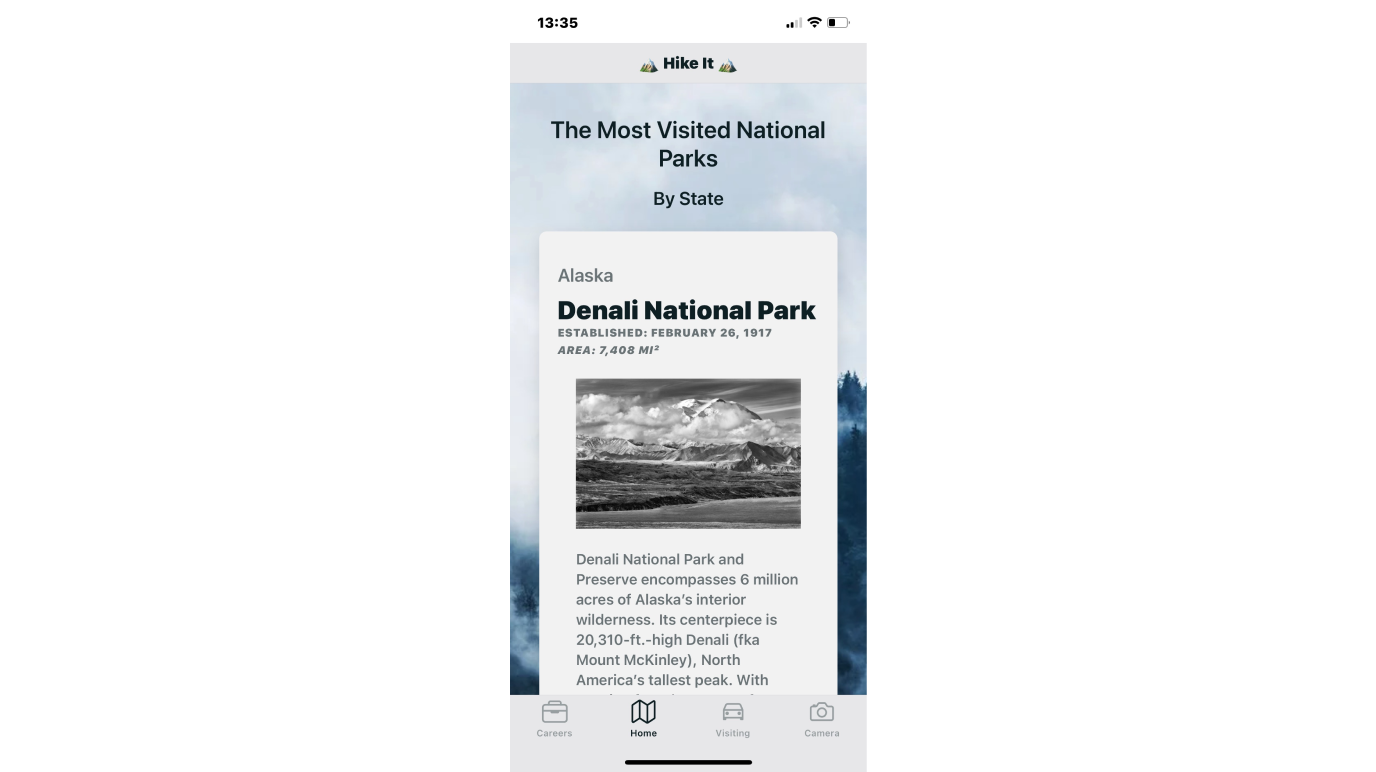 13:35
Hike It
The Most Visited National
Parks
By State
Alaska
Denali National Park
ESTABLISHED: FEBRUARY 26, 1917
AREA: 7,408 MI²
Denali National Park and
Preserve encompasses 6 million
acres of Alaska’s interior
wilderness. Its centerpiece is
20,310-ft.-high Denali (fka
Mount McKinley), North
America’s tallest peak. With
Careers
Home
Visiting
Camera